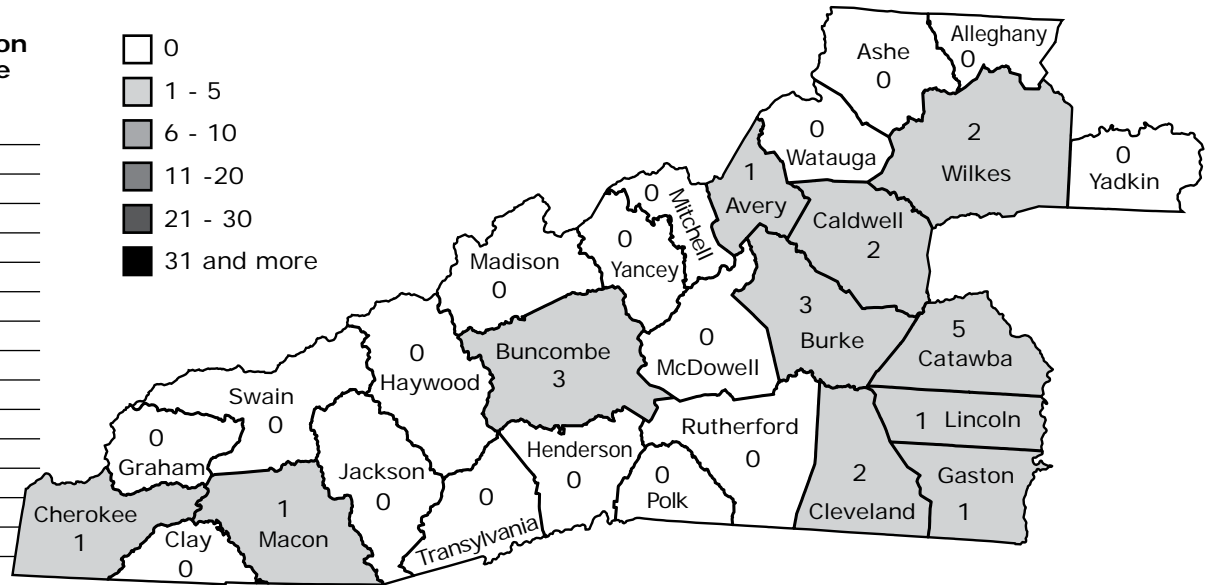 on
e
0
1 - 5
6 - 10
11 -20
21 - 30
31 and more
Ashe
0
Alleghany
0
0
Watauga
2
Wilkes
0
Yadkin
1
Avery
0
Mitchell
Caldwell
2
0
Yancey
Madison
0
3
Burke
0
McDowell
5
Catawba
Buncombe
3
0
Haywood
Swain
0
1 Lincoln
Rutherford
0
Henderson
0
0
Graham
Jackson
0
0
Polk
2
Cleveland
Gaston
1
0
Transylvania
Cherokee
1
1
Macon
Clay
0